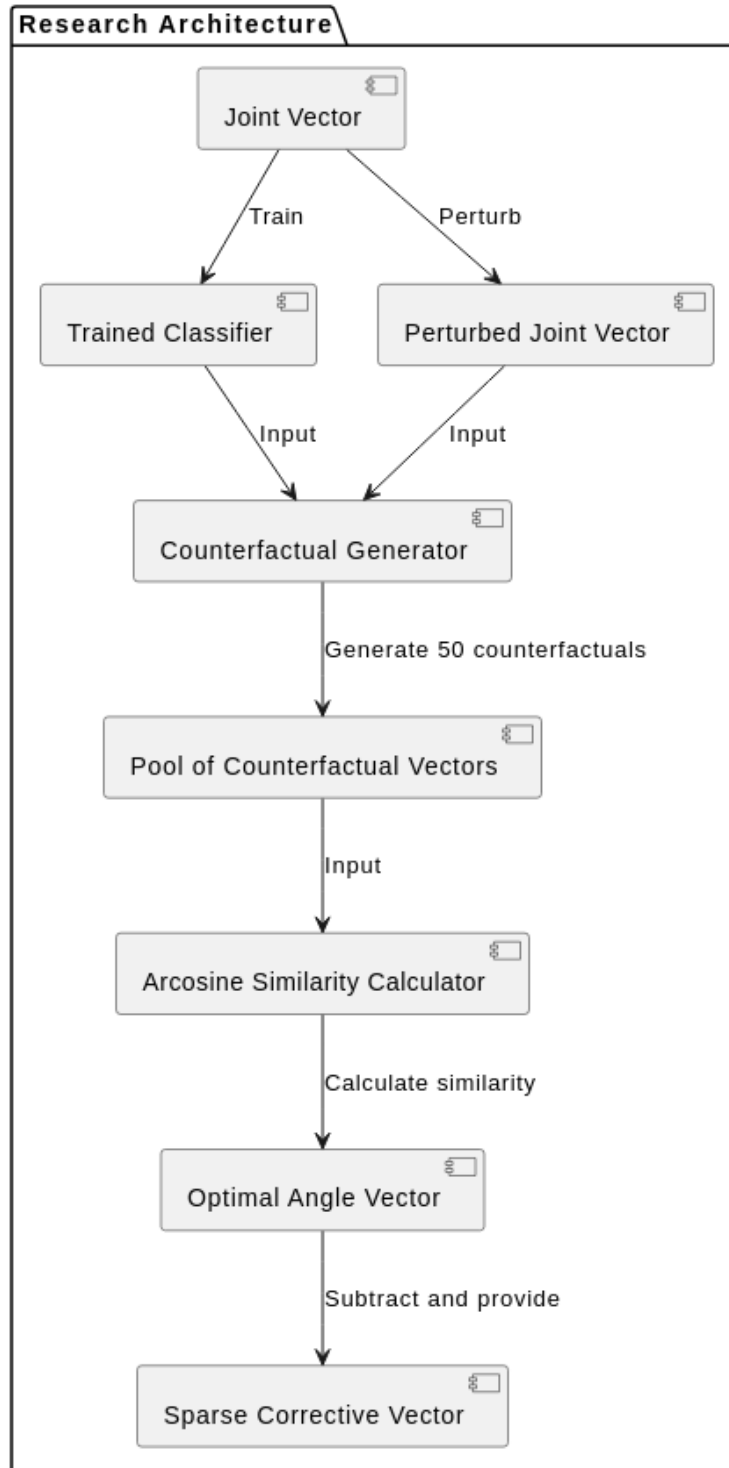 Research Architecture
Joint Vector
Train
Perturb
Trained Classifier
Perturbed Joint Vector
Input
Input
Counterfactual Generator
Generate 50 counterfactuals
Pool of Counterfactual Vectors
Input
Arcosine Similarity Calculator
Calculate similarity
Optimal Angle Vector
Subtract and provide
Sparse Corrective Vector